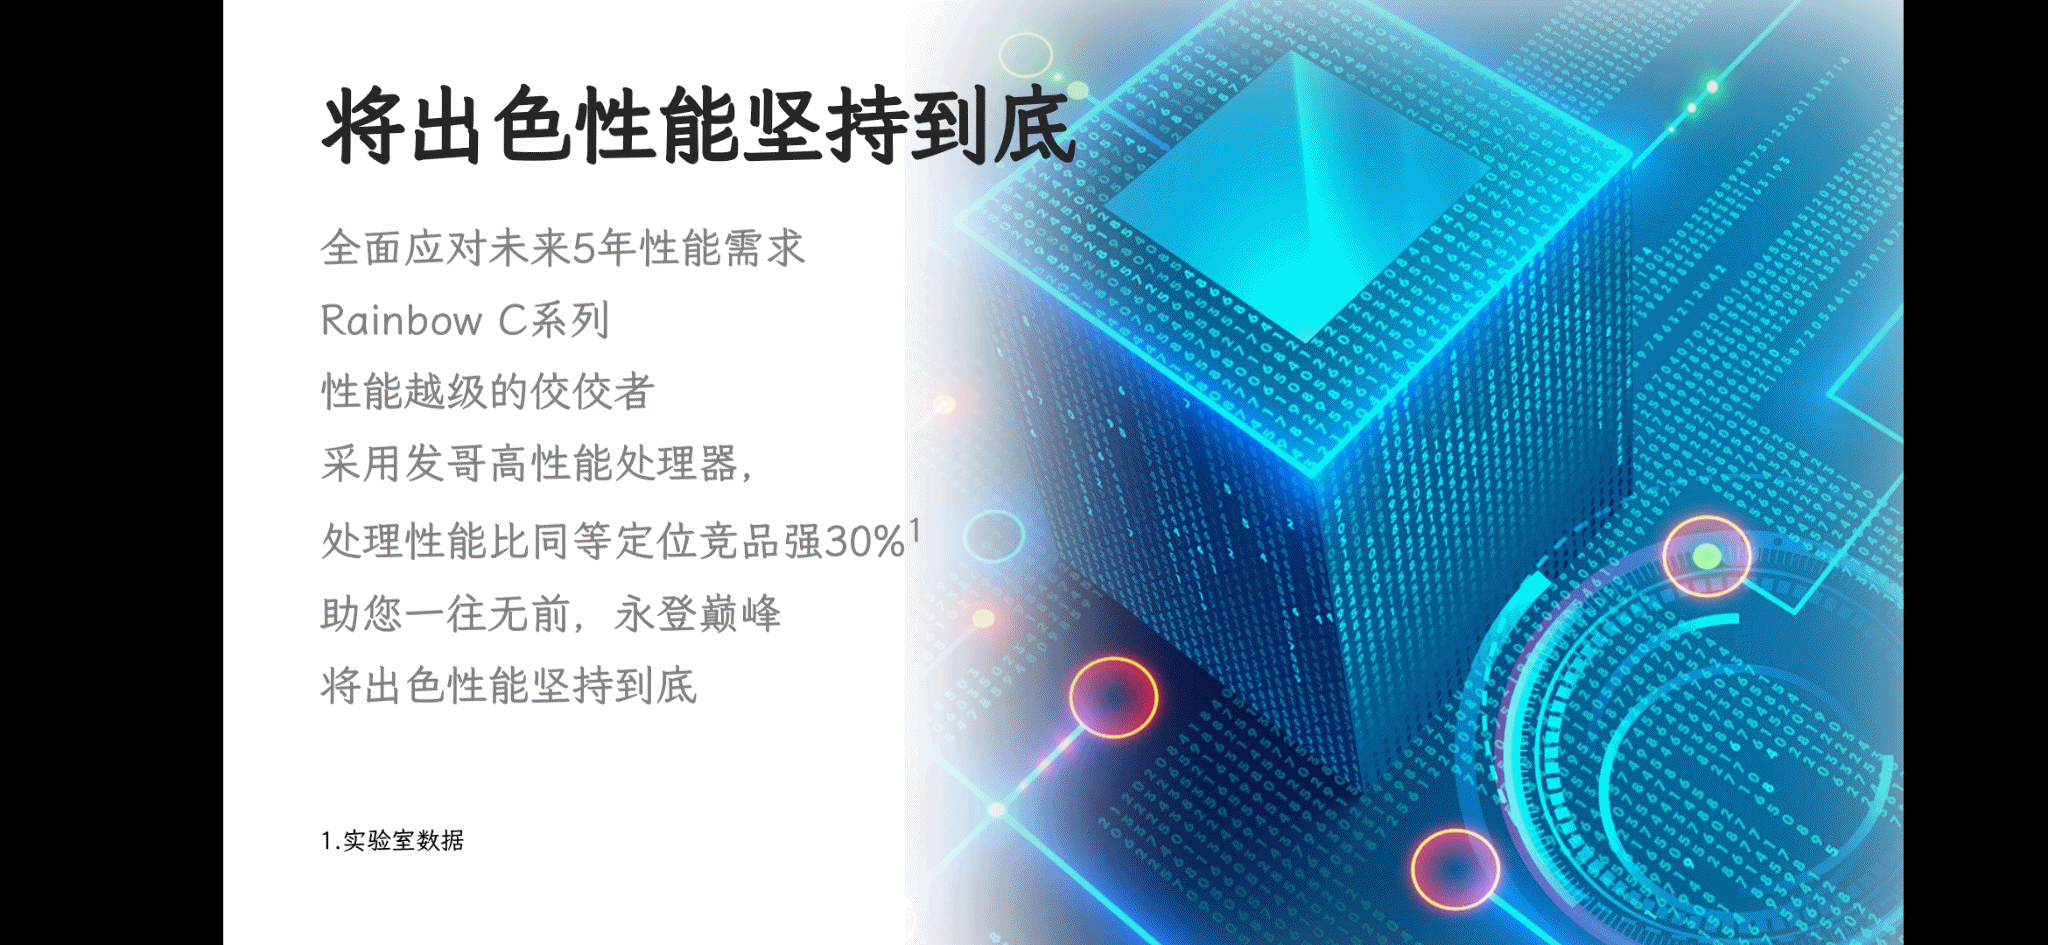 将出色性能坚持到底
全面应对未来5年性能需求
Rainbow C系列
性能越级的佼佼者
采用发哥高性能处理器，
处理性能比同等定位竞品强30%¹
助您一往无前，永登巅峰
将出色性能坚持到底
1.实验室数据